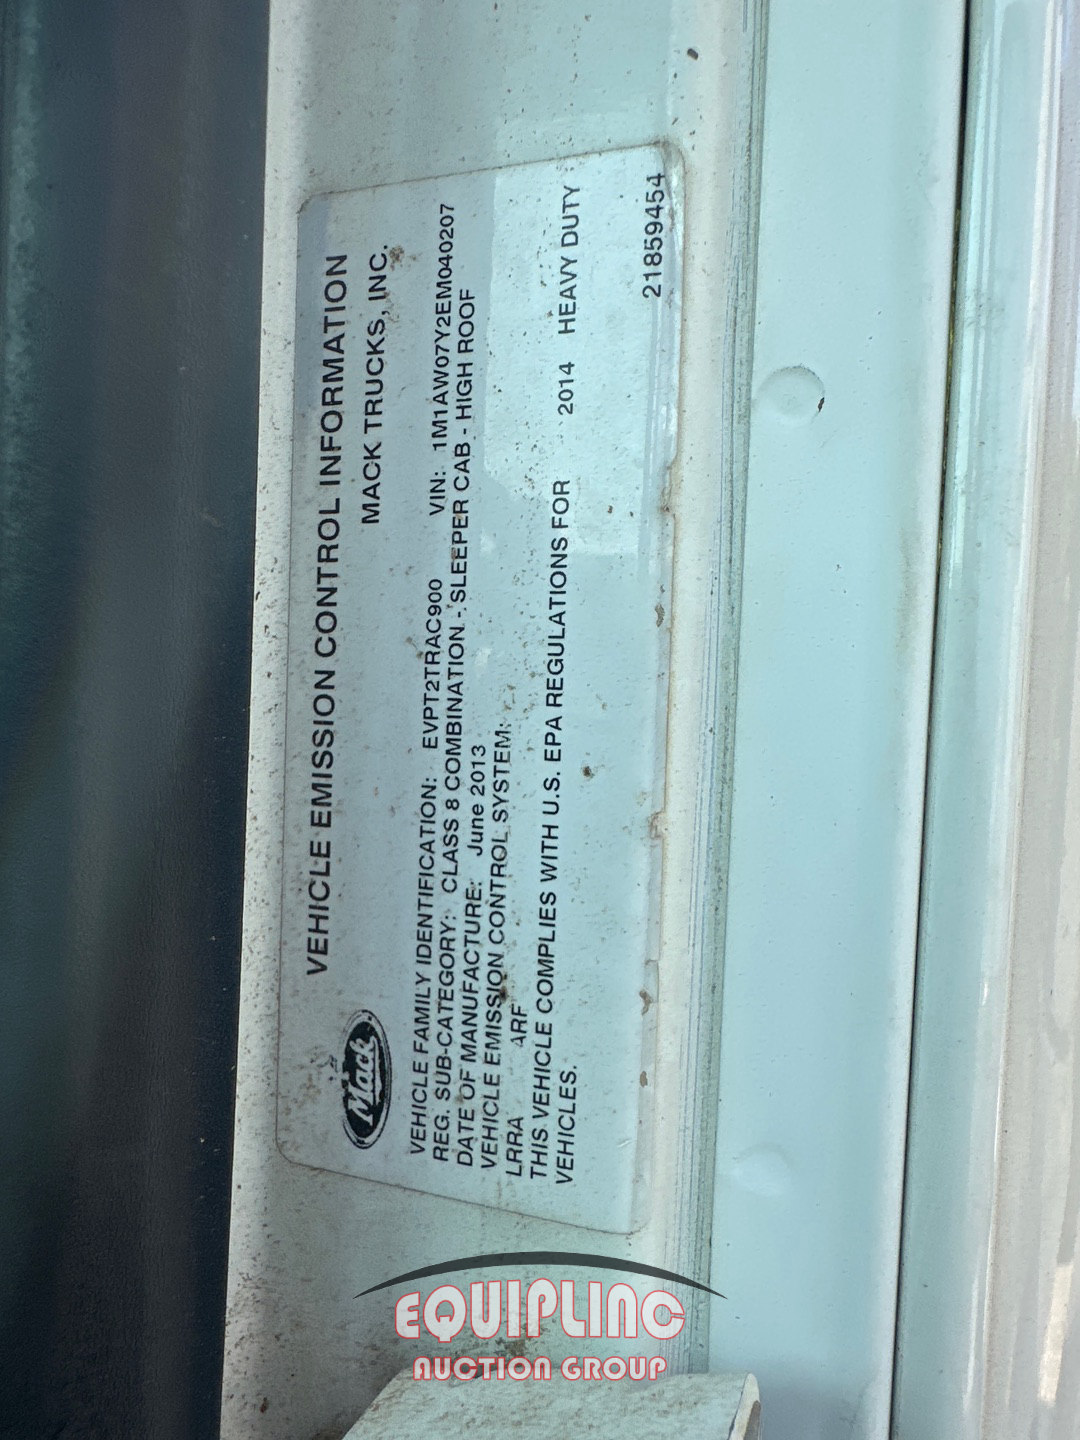 Mack
VEHICLE EMISSION CONTROL INFORMATION
MACK TRUCKS, INC.
VEHICLE FAMILY IDENTIFICATION: EVPT2TRAC900 VIN: 1M1AW07Y2EM040207
REG. SUB-CATEGORY: CLASS 8 COMBINATION - SLEEPER CAB - HIGH ROOF
DATE OF MANUFACTURE: June 2013
VEHICLE EMISSION CONTROL SYSTEM:
LRRA ARF
THIS VEHICLE COMPLIES WITH U.S. EPA REGULATIONS FOR 2014 HEAVY DUTY
VEHICLES.
21859454
EQUIPLINC
AUCTION GROUP